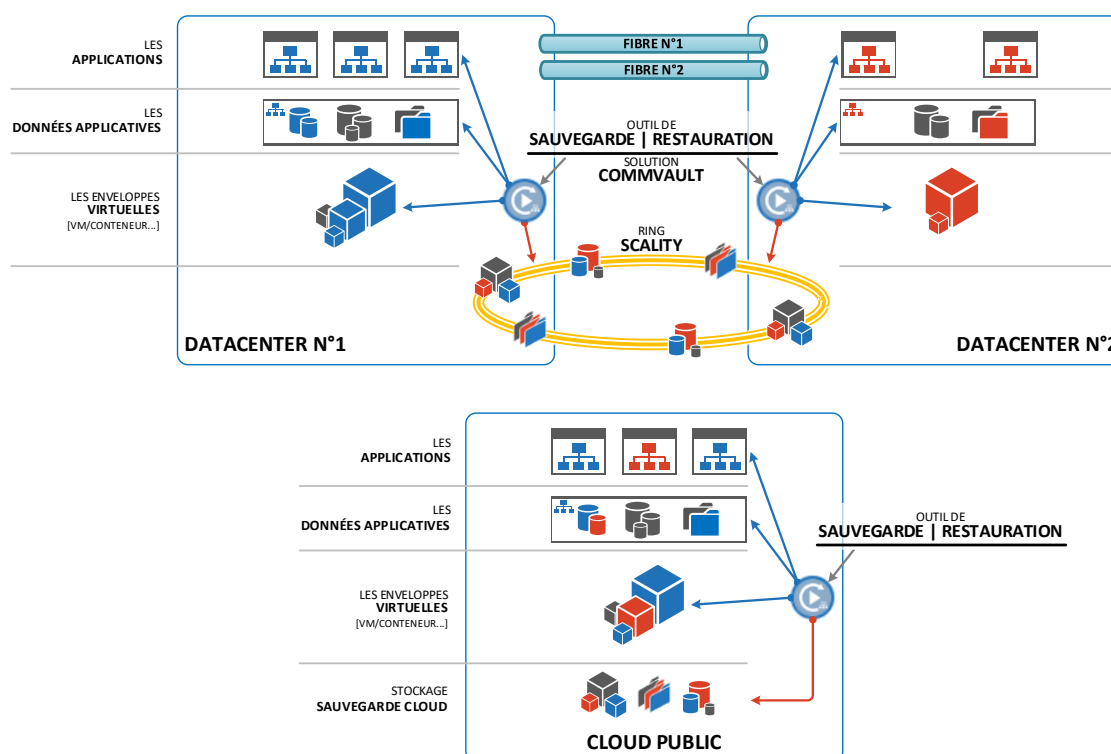 LES
APPLICATIONS
FIBRE N°1
FIBRE N°2
LES
DONNÉES APPLICATIVES
OUTIL DE
SAUVEGARDE | RESTAURATION
SOLUTION
COMMVAULT
LES ENVELOPPES
VIRTUELLES
[VM/CONTENEUR...]
RING
SCALITY
DATACENTER N°1
DATACENTER N°2
LES
APPLICATIONS
LES
DONNÉES APPLICATIVES
OUTIL DE
SAUVEGARDE | RESTAURATION
LES ENVELOPPES
VIRTUELLES
[VM/CONTENEUR...]
STOCKAGE
SAUVEGARDE CLOUD
CLOUD PUBLIC